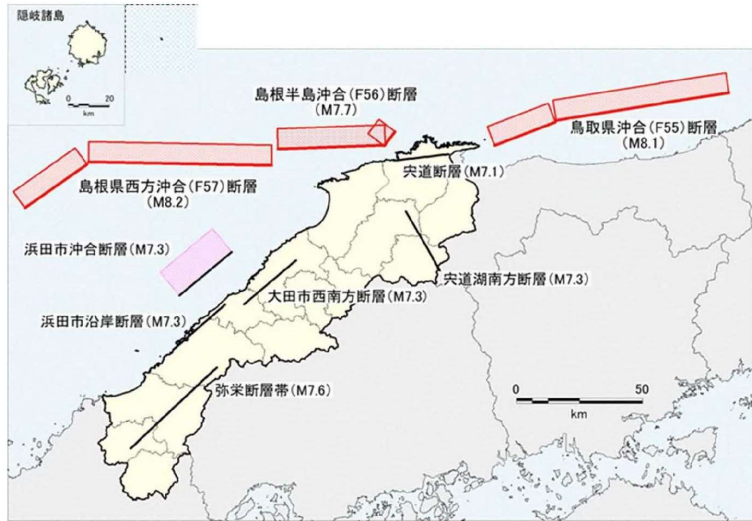 隠岐諸島
0 20
km
島根半島沖合(F56)断層
(M7.7)
鳥取県沖合(F55)断層
(M8.1)
宍道断層(M7.1)
島根県西方沖合(F57)断層
(M8.2)
浜田市沖合断層(M7.3)
宍道湖南方断層(M7.3)
大田市西南方断層(M7.3)
浜田市沿岸断層(M7.3)
弥栄断層帯(M7.6)
0 50
km